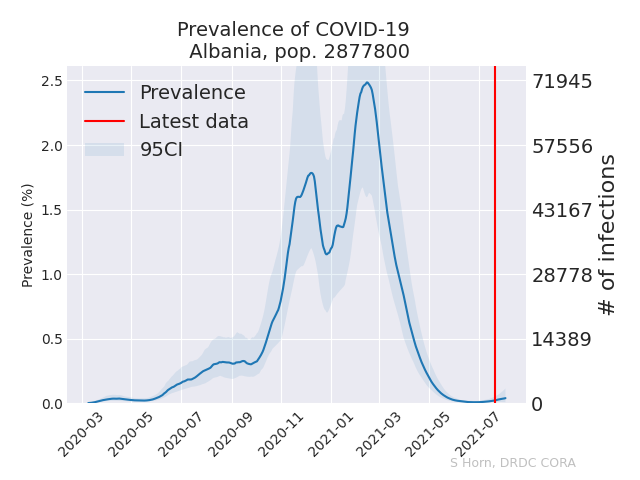 Prevalence of COVID-19
Albania, pop. 2877800
Prevalence
Latest data
95CI
Prevalence (%)
2.5
2.0
1.5
1.0
0.5
0.0
71945
57556
43167
28778
14389
0
# of infections
2020-03
2020-05
2020-07
2020-09
2020-11
2021-01
2021-03
2021-05
2021-07
S Horn, DRDC CORA